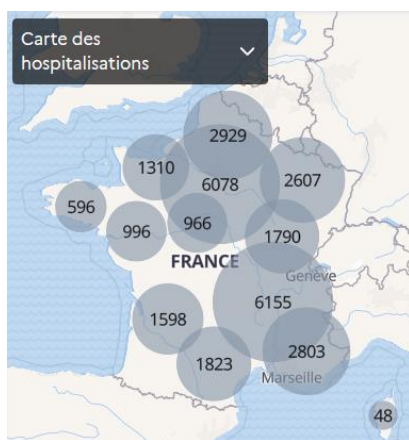 Carte des
hospitalisations
2929
1310
6078
2607
596
996
966
1790
FRANCE
Genève
6155
1598
1823
2803
Marseille
48